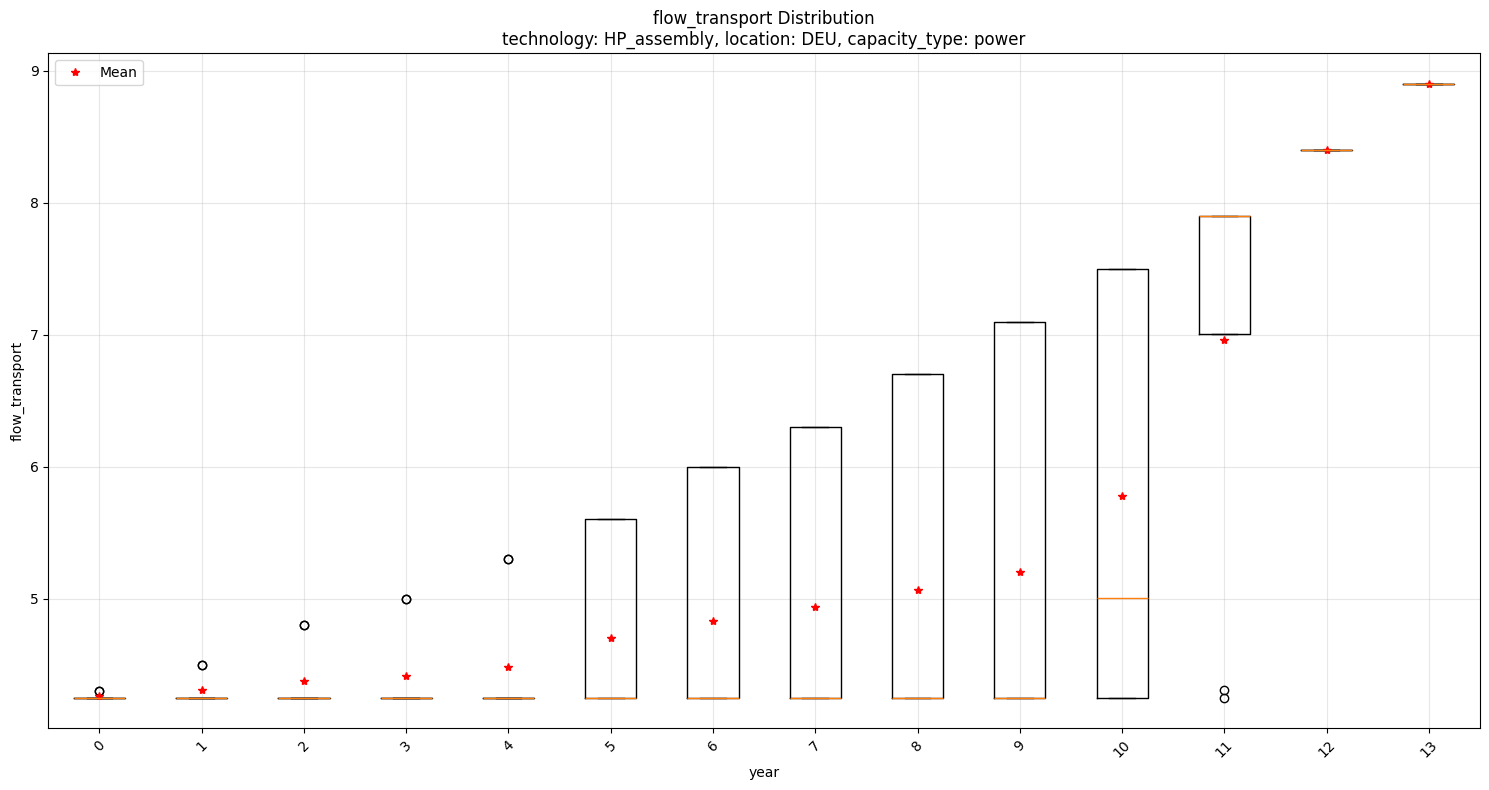 flow_transport Distribution
technology: HP_assembly, location: DEU, capacity_type: power
Mean
flow_transport
9
8
7
6
5
0 1 2 3 4 5 6 7 8 9 10 11 12 13
year